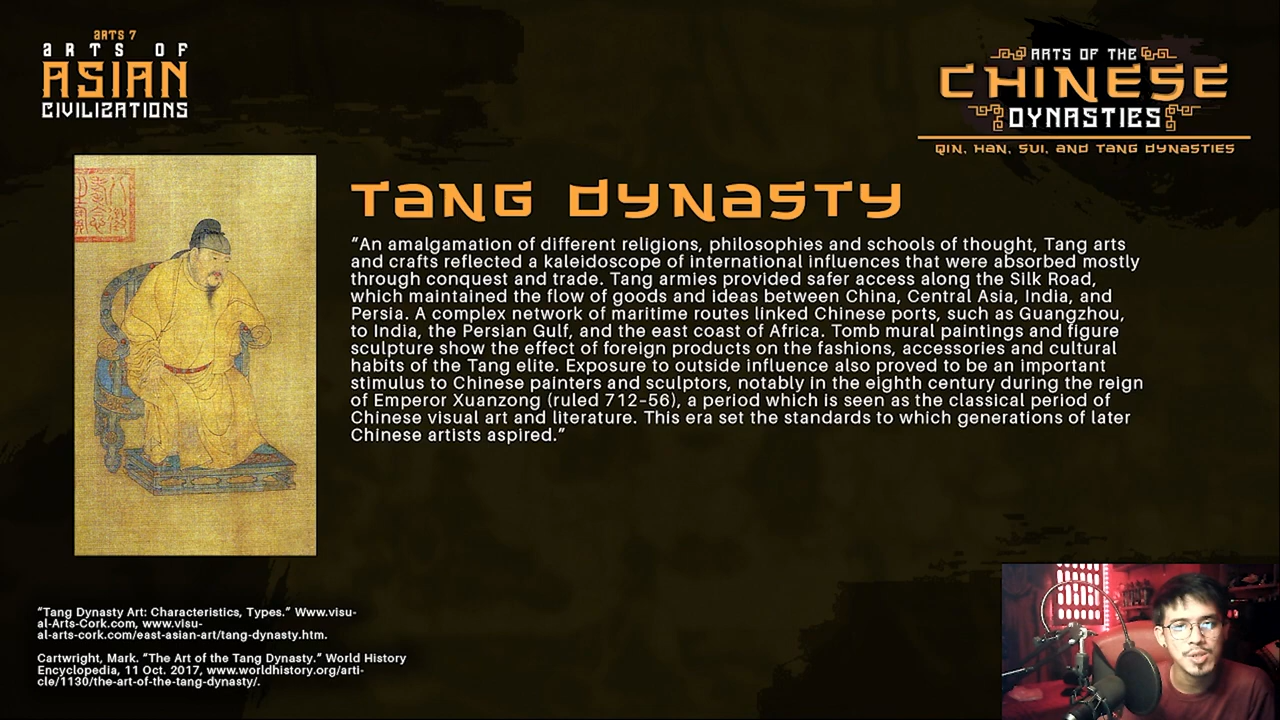 ARTS 7
ARTS OF
ASIAN
CIVILIZATIONS
ARTS OF THE
CHINESE
DYNASTIES
QIN, HAN, SUI, AND TANG DYNASTIES
TANG DYNASTY
“An amalgamation of different religions, philosophies and schools of thought, Tang arts
and crafts reflected a kaleidoscope of international influences that were absorbed mostly
through conquest and trade. Tang armies provided safer access along the Silk Road,
which maintained the flow of goods and ideas between China, Central Asia, India, and
Persia. A complex network of maritime routes linked Chinese ports, such as Guangzhou,
to India, the Persian Gulf, and the east coast of Africa. Tomb mural paintings and figure
sculpture show the effect of foreign products on the fashions, accessories and cultural
habits of the Tang elite. Exposure to outside influence also proved to be an important
stimulus to Chinese painters and sculptors, notably in the eighth century during the reign
of Emperor Xuanzong (ruled 712–56), a period which is seen as the classical period of
Chinese visual art and literature. This era set the standards to which generations of later
Chinese artists aspired.”
“Tang Dynasty Art: Characteristics, Types.” Www.visu-
al-Arts-Cork.com, www.visu-
al-arts-cork.com/east-asian-art/tang-dynasty.htm.
Cartwright, Mark. “The Art of the Tang Dynasty.” World History
Encyclopedia, 11 Oct. 2017, www.worldhistory.org/arti-
cle/1130/the-art-of-the-tang-dynasty/.